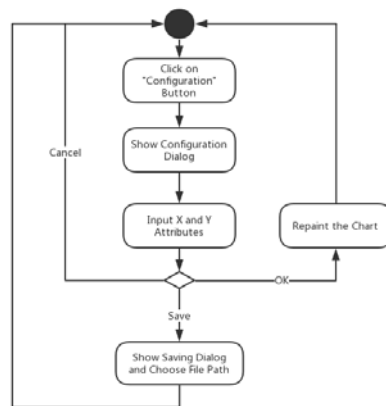 Click on
"Configuration"
Button
Show Configuration
Dialog
Cancel
Input X and Y
Attributes
Repaint the Chart
OK
Save
Show Saving Dialog
and Choose File Path